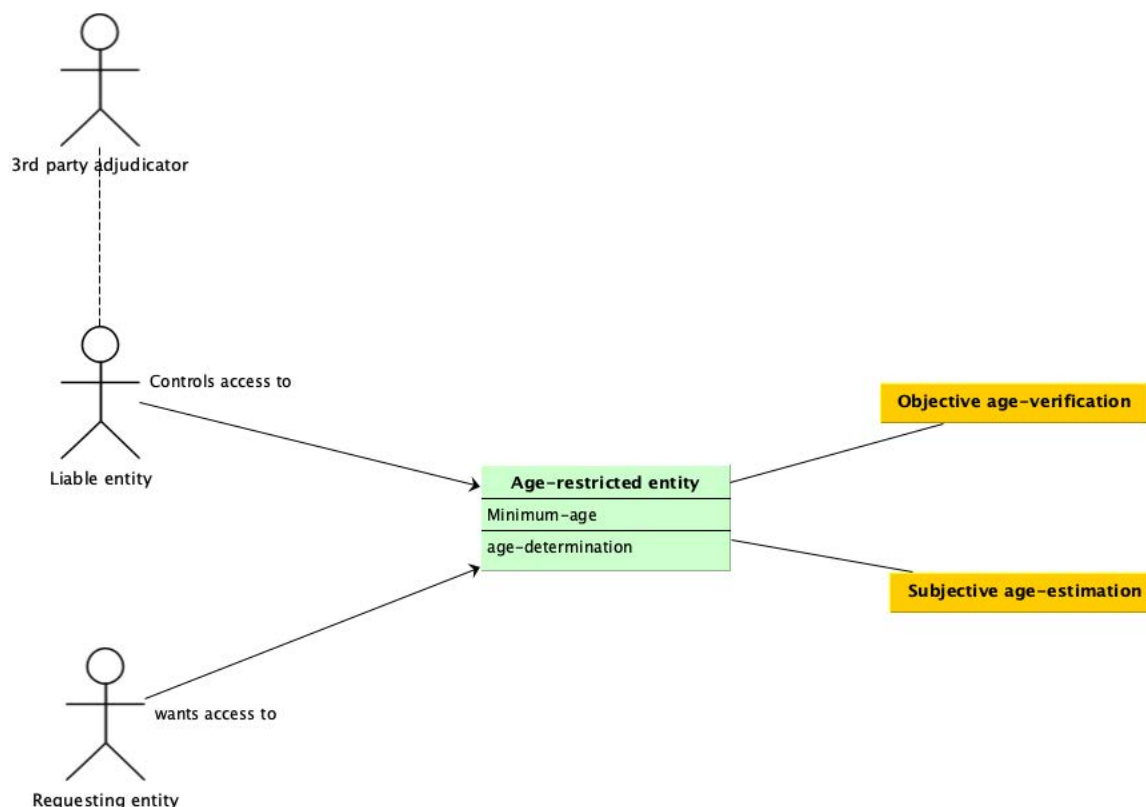 3rd party adjudicator
Controls access to
Liable entity
Objective age-verification
Age-restricted entity
Minimum-age
age-determination
Subjective age-estimation
wants access to
Requesting entity